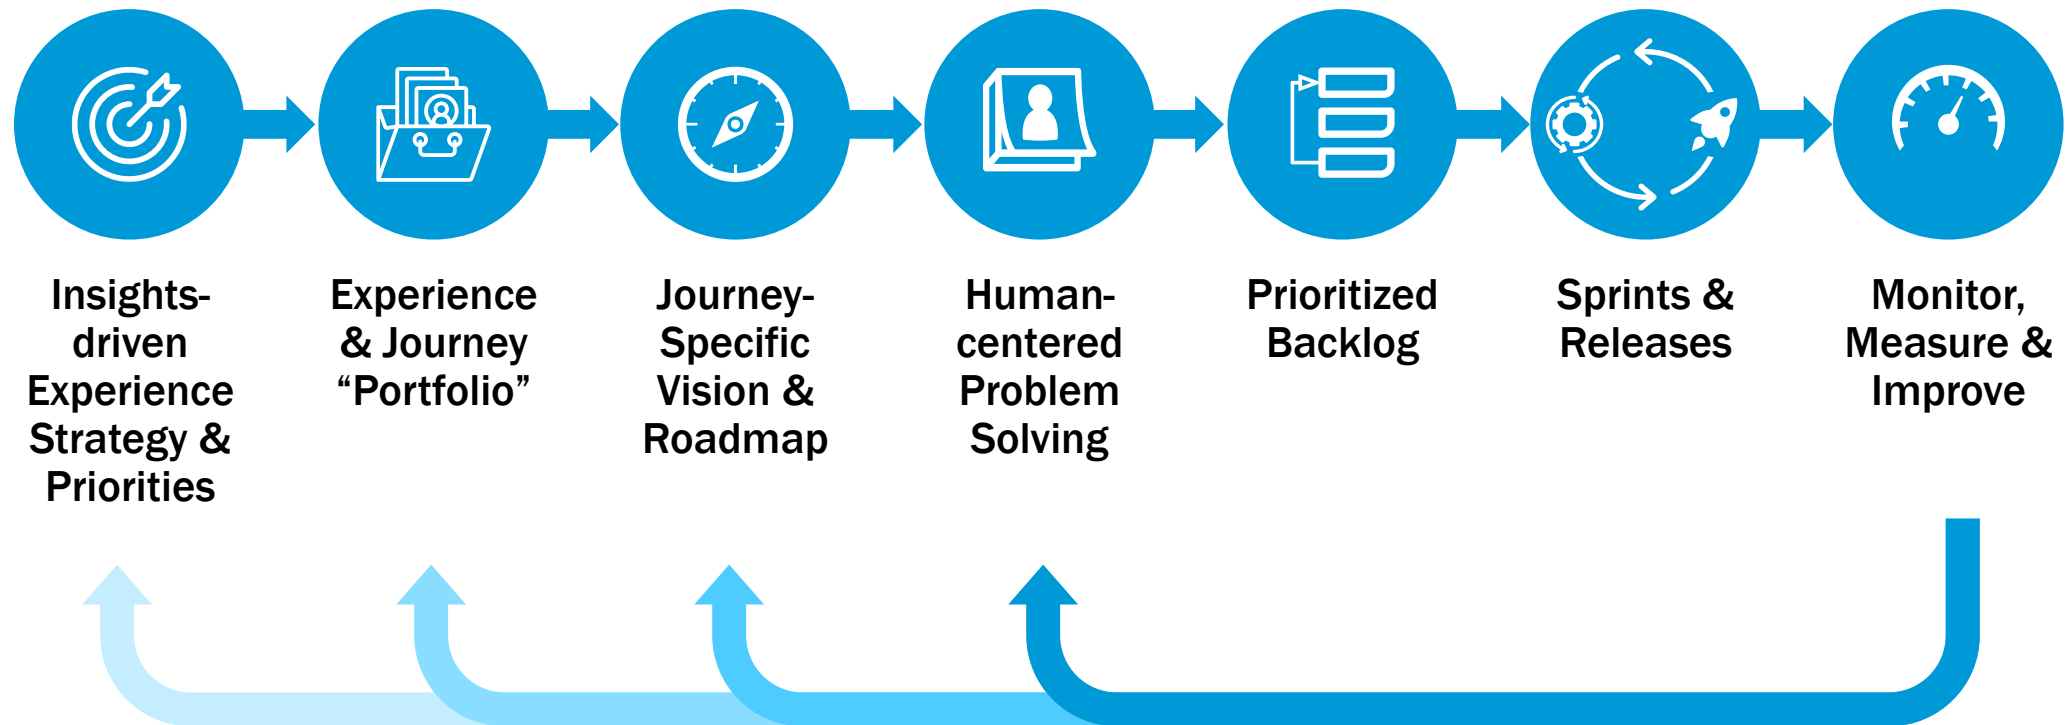 Insights-
driven
Experience
Strategy &
Priorities
Experience
& Journey
“Portfolio”
Journey-
Specific
Vision &
Roadmap
Human-
centered
Problem
Solving
Prioritized
Backlog
Sprints &
Releases
Monitor,
Measure &
Improve